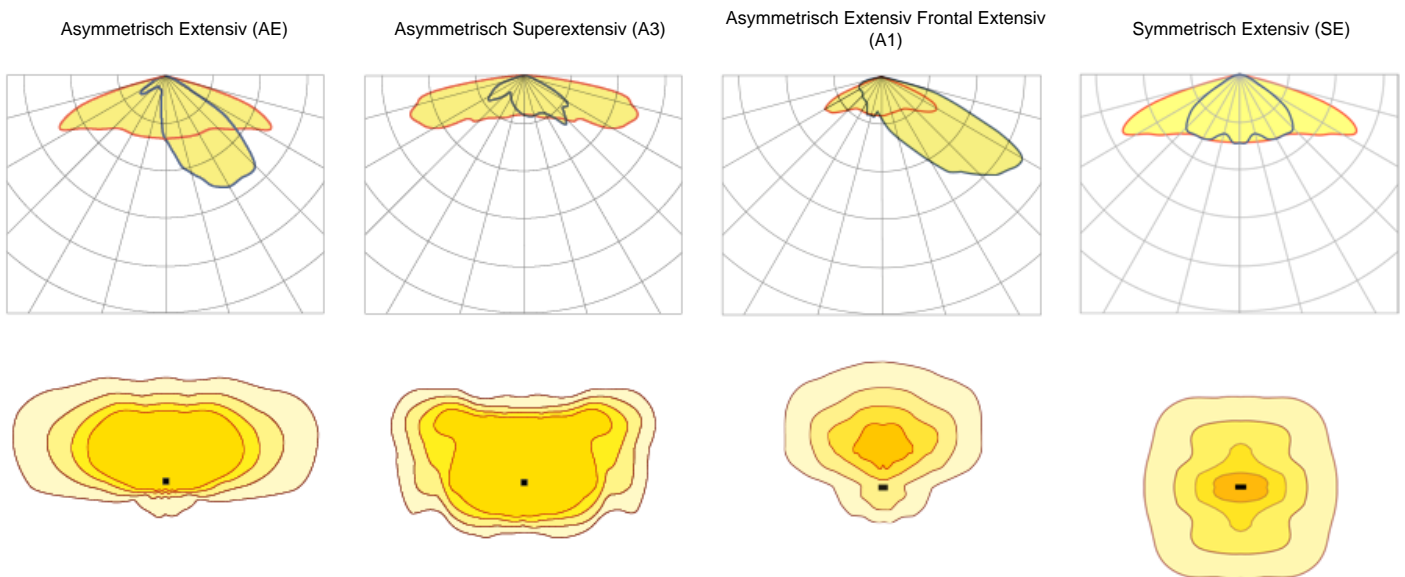 Asymmetrisch Extensiv (AE)
Asymmetrisch Superextensiv (A3)
Asymmetrisch Extensiv Frontal Extensiv
(A1)
Symmetrisch Extensiv (SE)